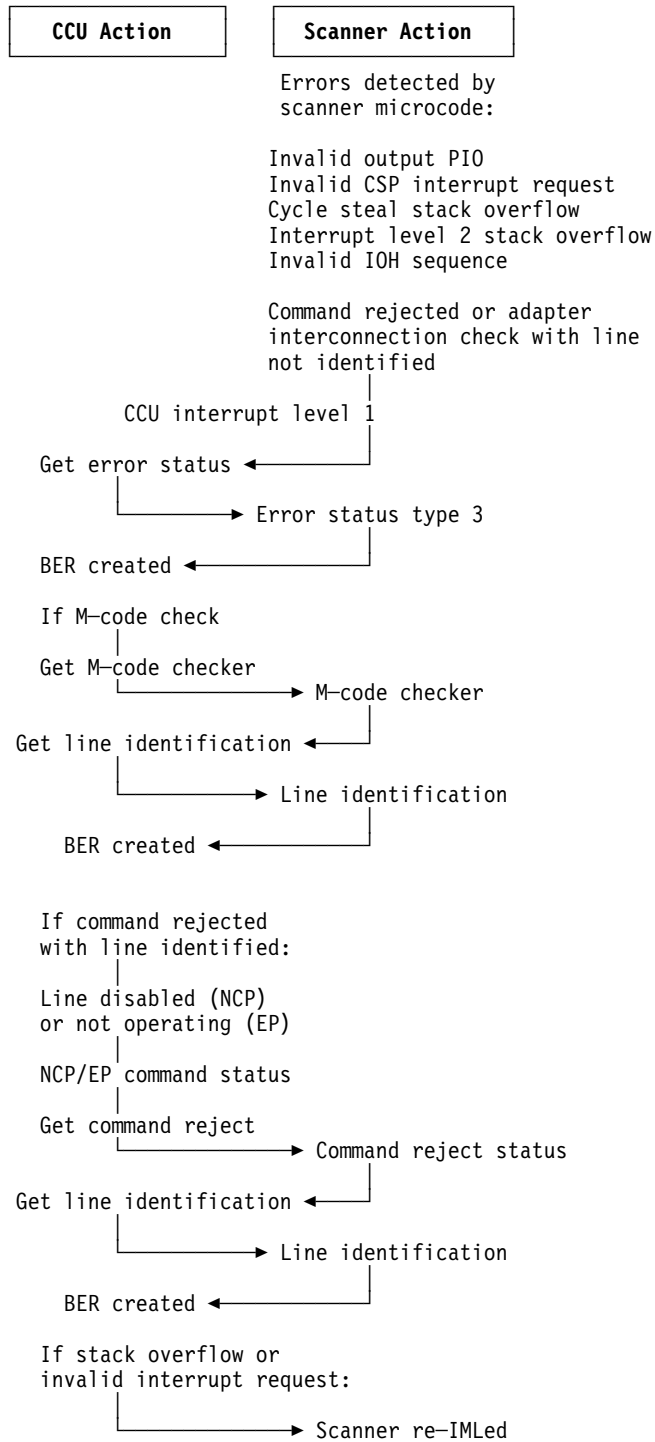 CCU Action
Scanner Action
Errors detected by
scanner microcode:
Invalid output PIO
Invalid CSP interrupt request
Cycle steal stack overflow
Interrupt level 2 stack overflow
Invalid IOH sequence
Command rejected or adapter
interconnection check with line
not identified
CCU interrupt level 1
Get error status
Error status type 3
BER created
If M—code check
Get M—code checker
M—code checker
Get line identification
Line identification
BER created
If command rejected
with line identified:
Line disabled (NCP)
or not operating (EP)
NCP/EP command status
Get command reject
Command reject status
Get line identification
Line identification
BER created
If stack overflow or
invalid interrupt request:
Scanner re—IMLed